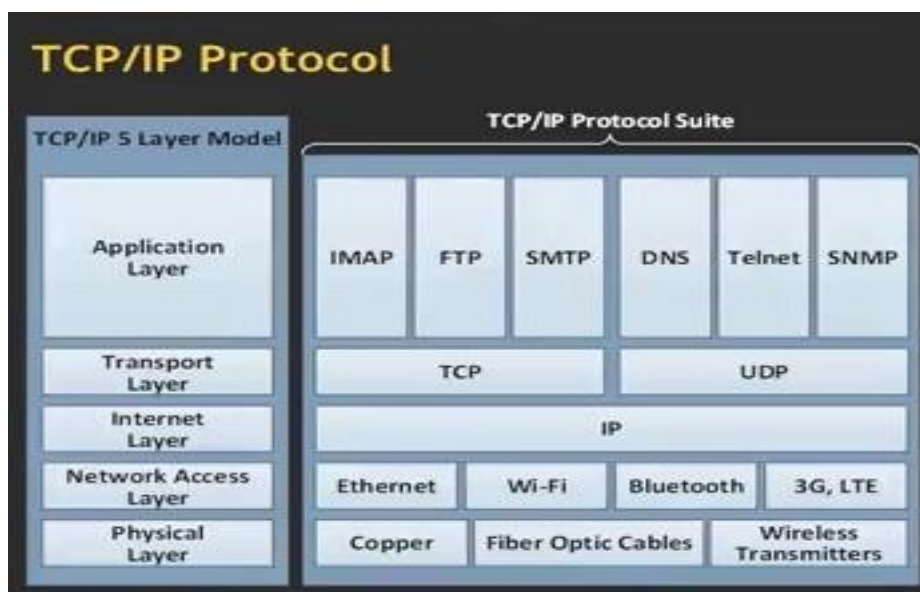 TCP/IP Protocol
TCP/IP Protocol Suite
TCP/IP 5 Layer Model
Application
Layer
IMAP
FTP
SMTP
DNS
Telnet
SNMP
Transport
Layer
TCP
UDP
Internet
Layer
IP
Network Access
Layer
Ethernet
Wi-Fi
Bluetooth
3G, LTE
Physical
Layer
Copper
Fiber Optic Cables
Wireless
Transmitters